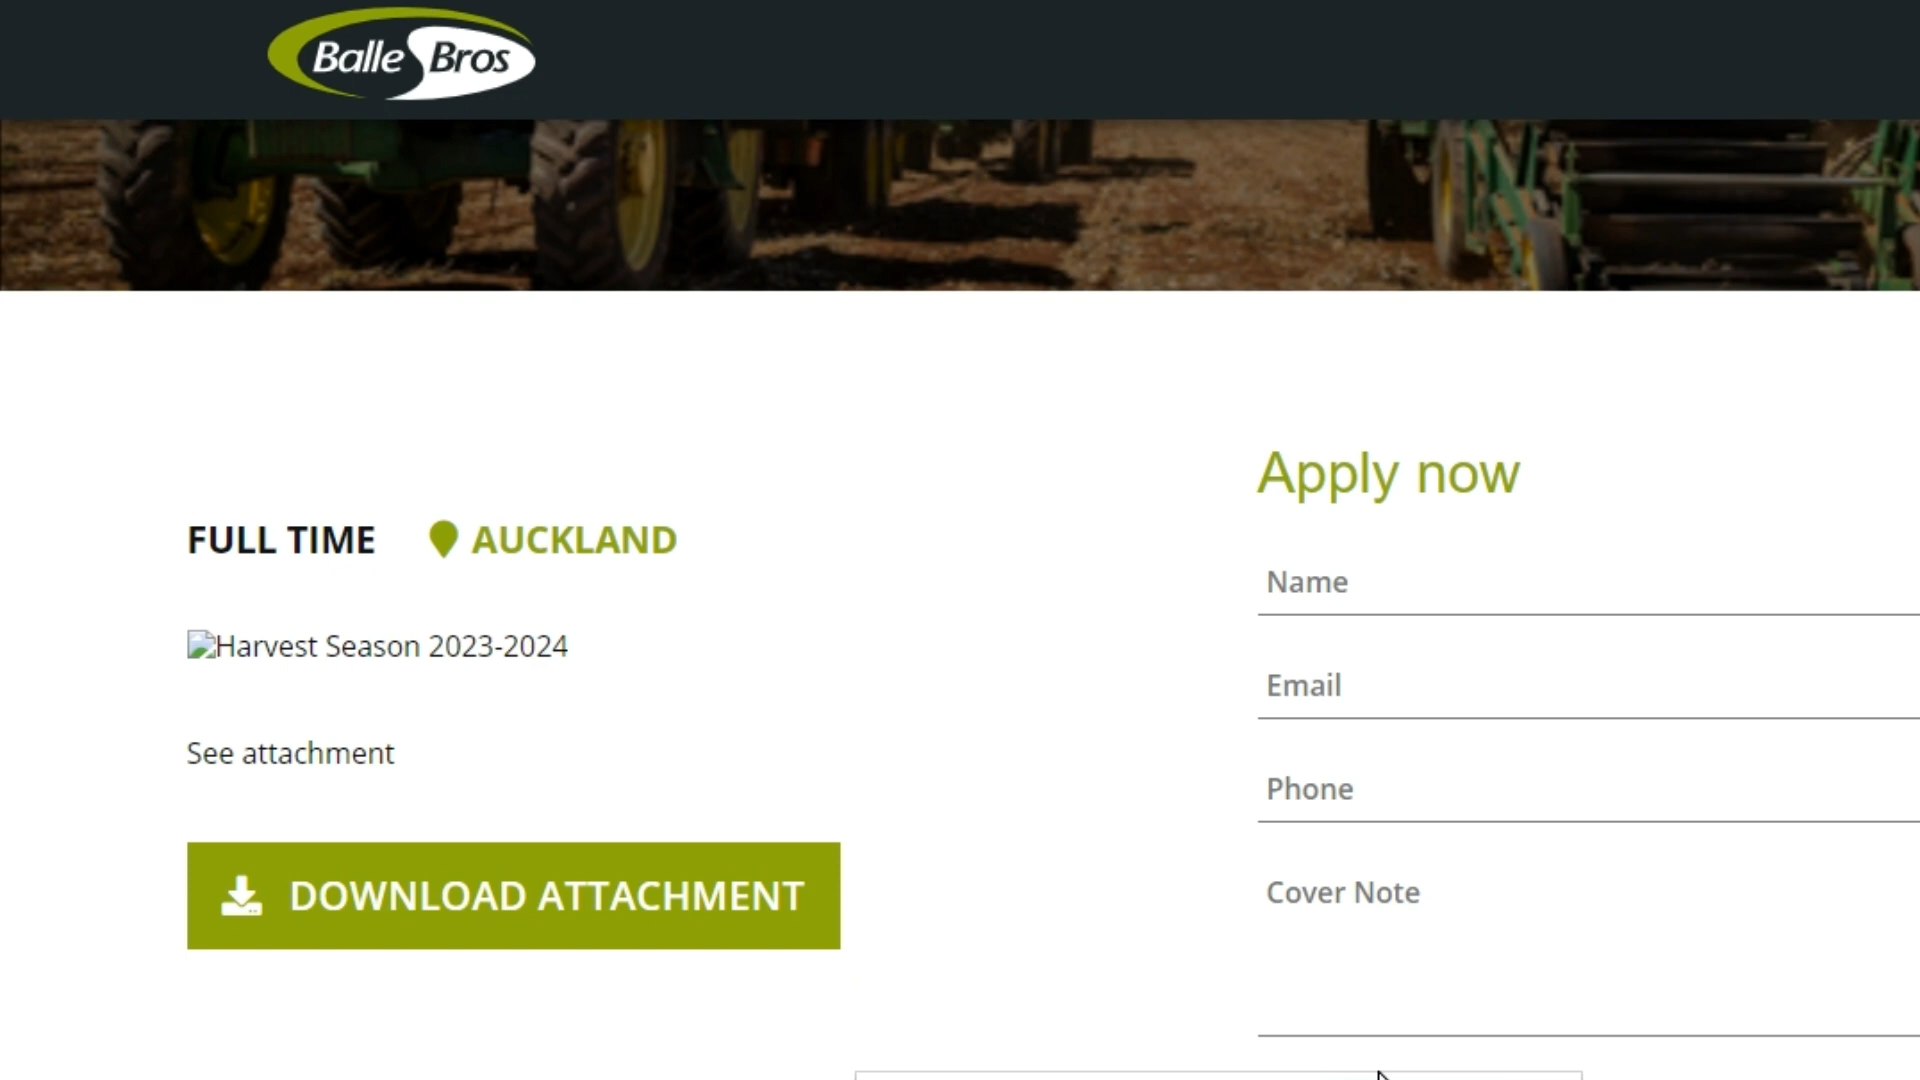 Balle Bros
FULL TIME
AUCKLAND
Harvest Season 2023-2024
See attachment
DOWNLOAD ATTACHMENT
Apply now
Name
Email
Phone
Cover Note